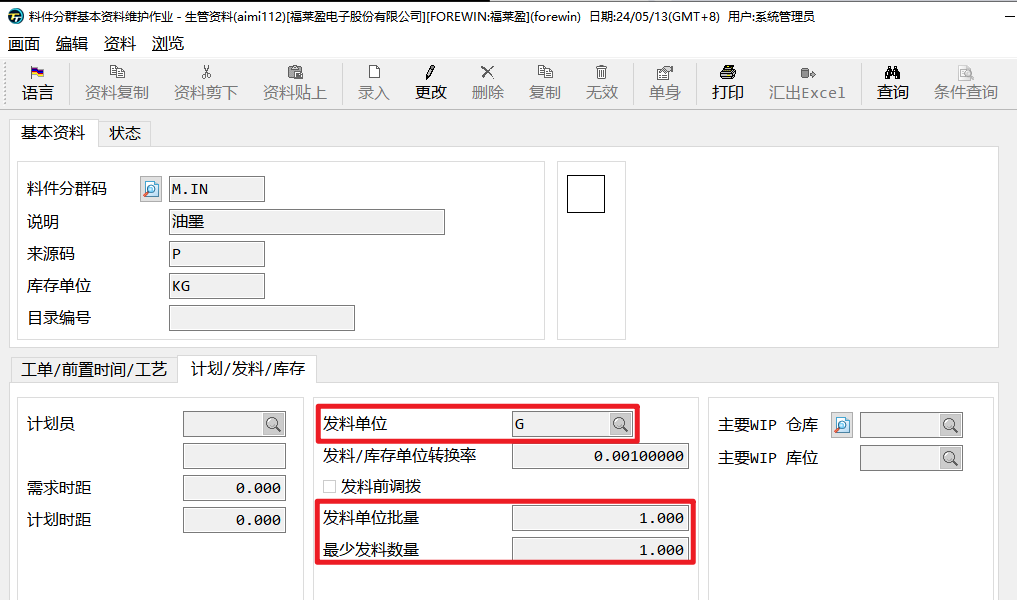 料件分群基本资料维护作业 - 生管资料(aimi112)[福莱盈电子股份有限公司][FOREWIN:福莱盈](forewin) 日期:24/05/13(GMT+8) 用户:系统管理员
画面 编辑 资料 浏览
语言 资料复制 资料剪下 资料贴上 录入 更改 删除 复制 无效 单身 打印 汇出Excel 查询 条件查询
基本资料 状态
料件分群码 M.IN
说明 油墨
来源码 P
库存单位 KG
目录编号
工单/前置时间/工艺 计划/发料/库存
计划员 发料单位 G 主要WIP 仓库
发料/库存单位转换率 0.00100000 主要WIP 库位
需求时距 0.000 发料前调拨
计划时距 0.000 发料单位批量 1.000
最少发料数量 1.000